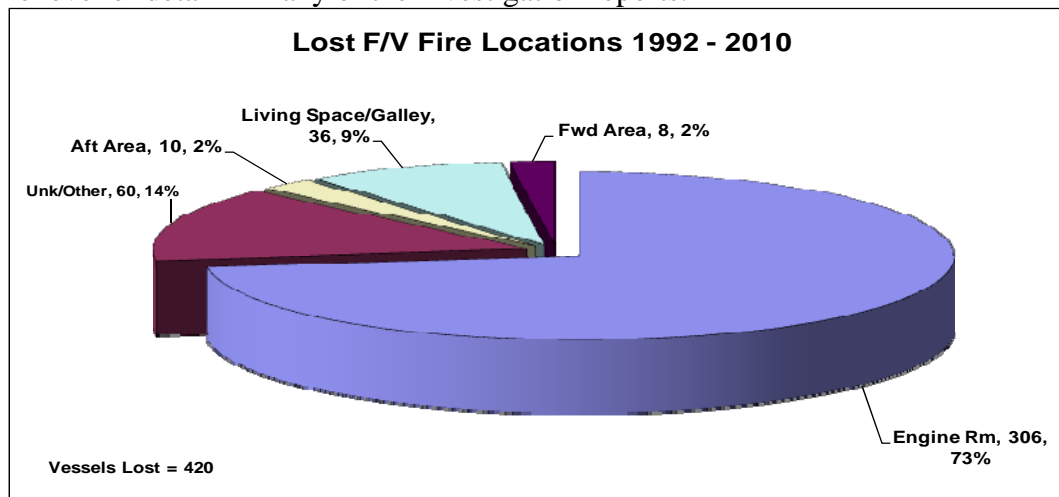 Lost F/V Fire Locations 1992 - 2010
Living Space/Galley,
36, 9%
Fwd Area, 8, 2%
Aft Area, 10, 2%
Unk/Other, 60, 14%
Engine Rm, 306,
73%
Vessels Lost = 420